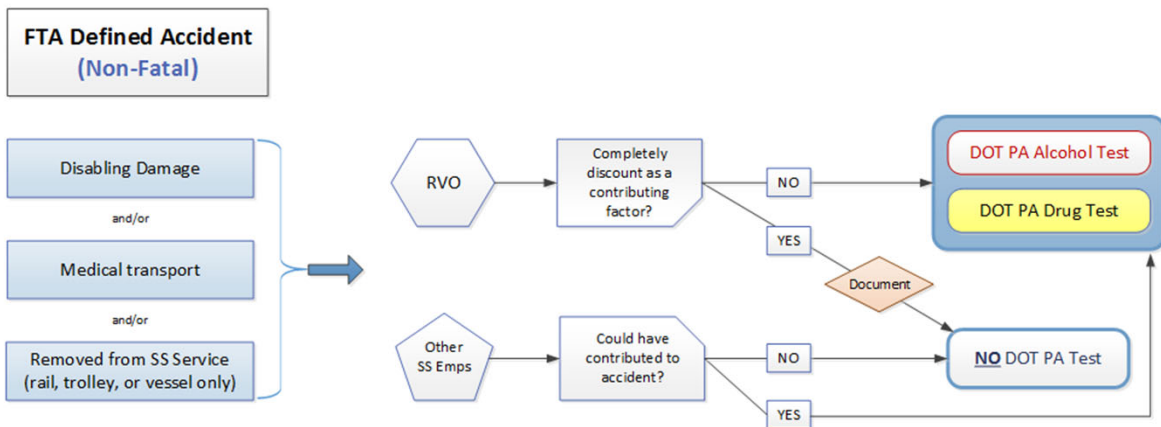 FTA Defined Accident
(Non-Fatal)
Disabling Damage
and/or
Medical transport
and/or
Removed from SS Service
(rail, trolley, or vessel only)
RVO
Completely
discount as a
contributing
factor?
NO
YES
Document
DOT PA Alcohol Test
DOT PA Drug Test
Other
SS Emps
Could have
contributed to
accident?
NO
YES
NO DOT PA Test